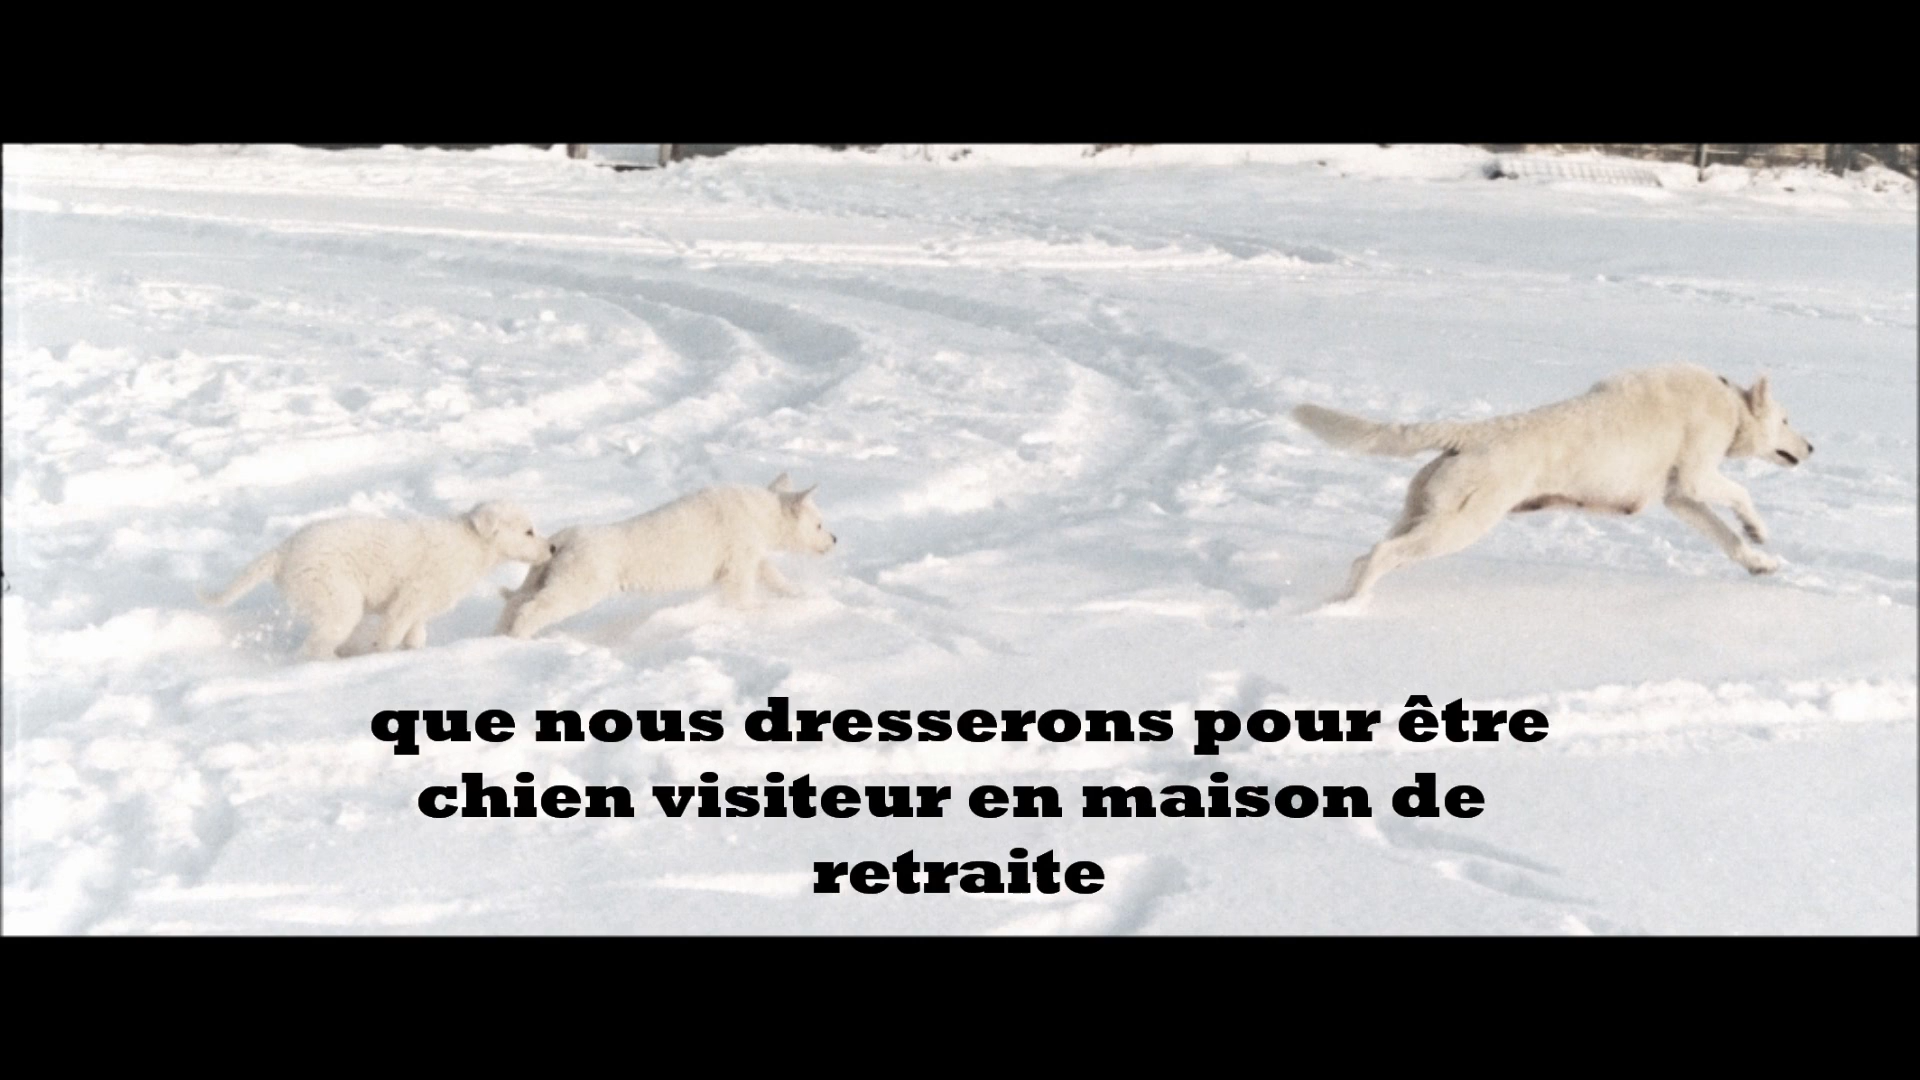 que nous dresserons pour être
chien visiteur en maison de
retraite